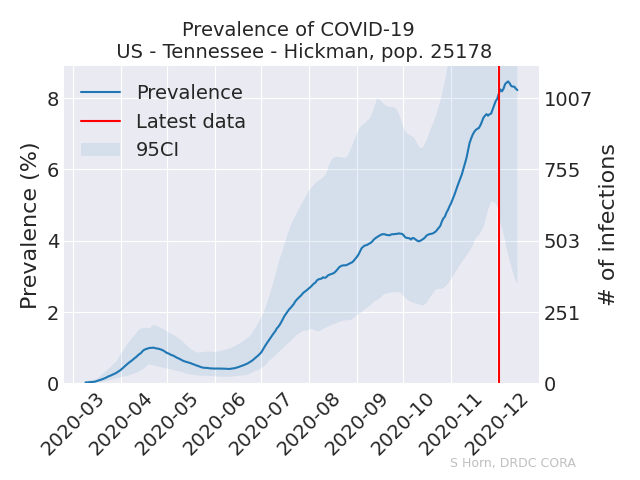 Prevalence of COVID-19
US - Tennessee - Hickman, pop. 25178
Prevalence
Latest data
95CI
Prevalence (%)
8
6
4
2
0
1007
755
503
251
0
# of infections
2020-03
2020-04
2020-05
2020-06
2020-07
2020-08
2020-09
2020-10
2020-11
2020-12
S Horn, DRDC CORA